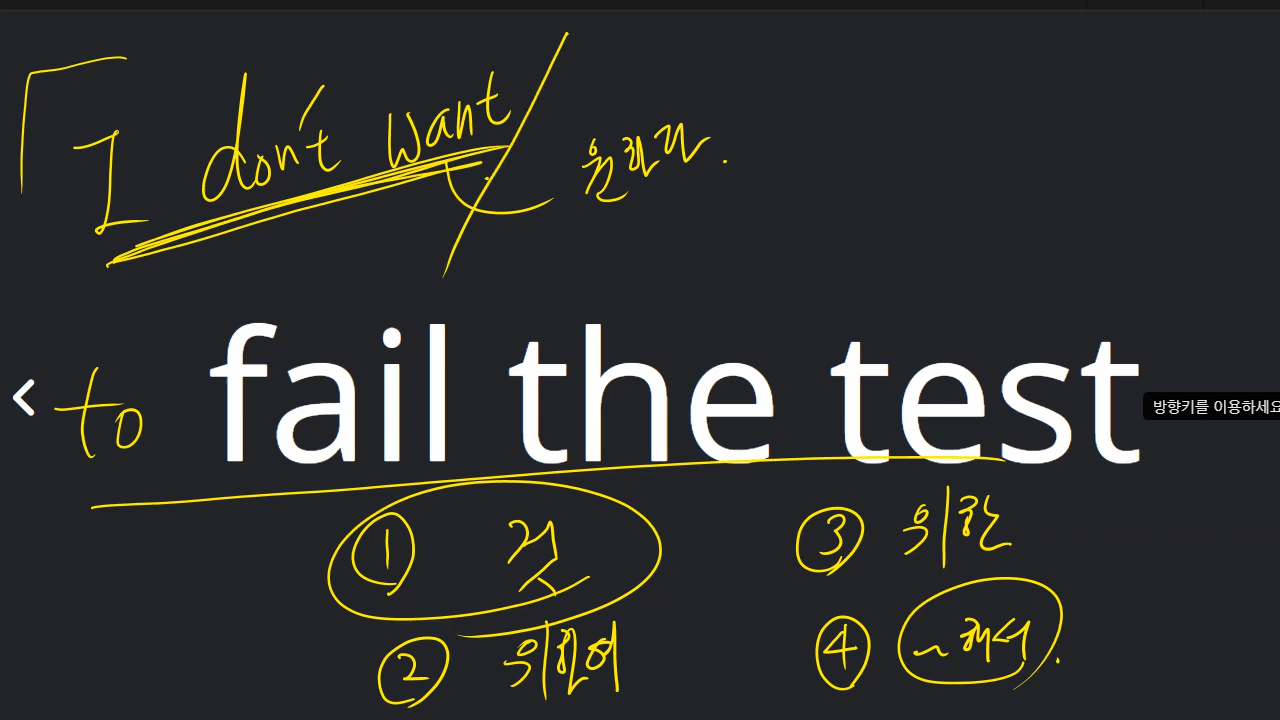 I don't want 원하다.
to fail the test
방향키를 이용하세요
① 것 ③ 위한
② 위하여 ④ ~해서.